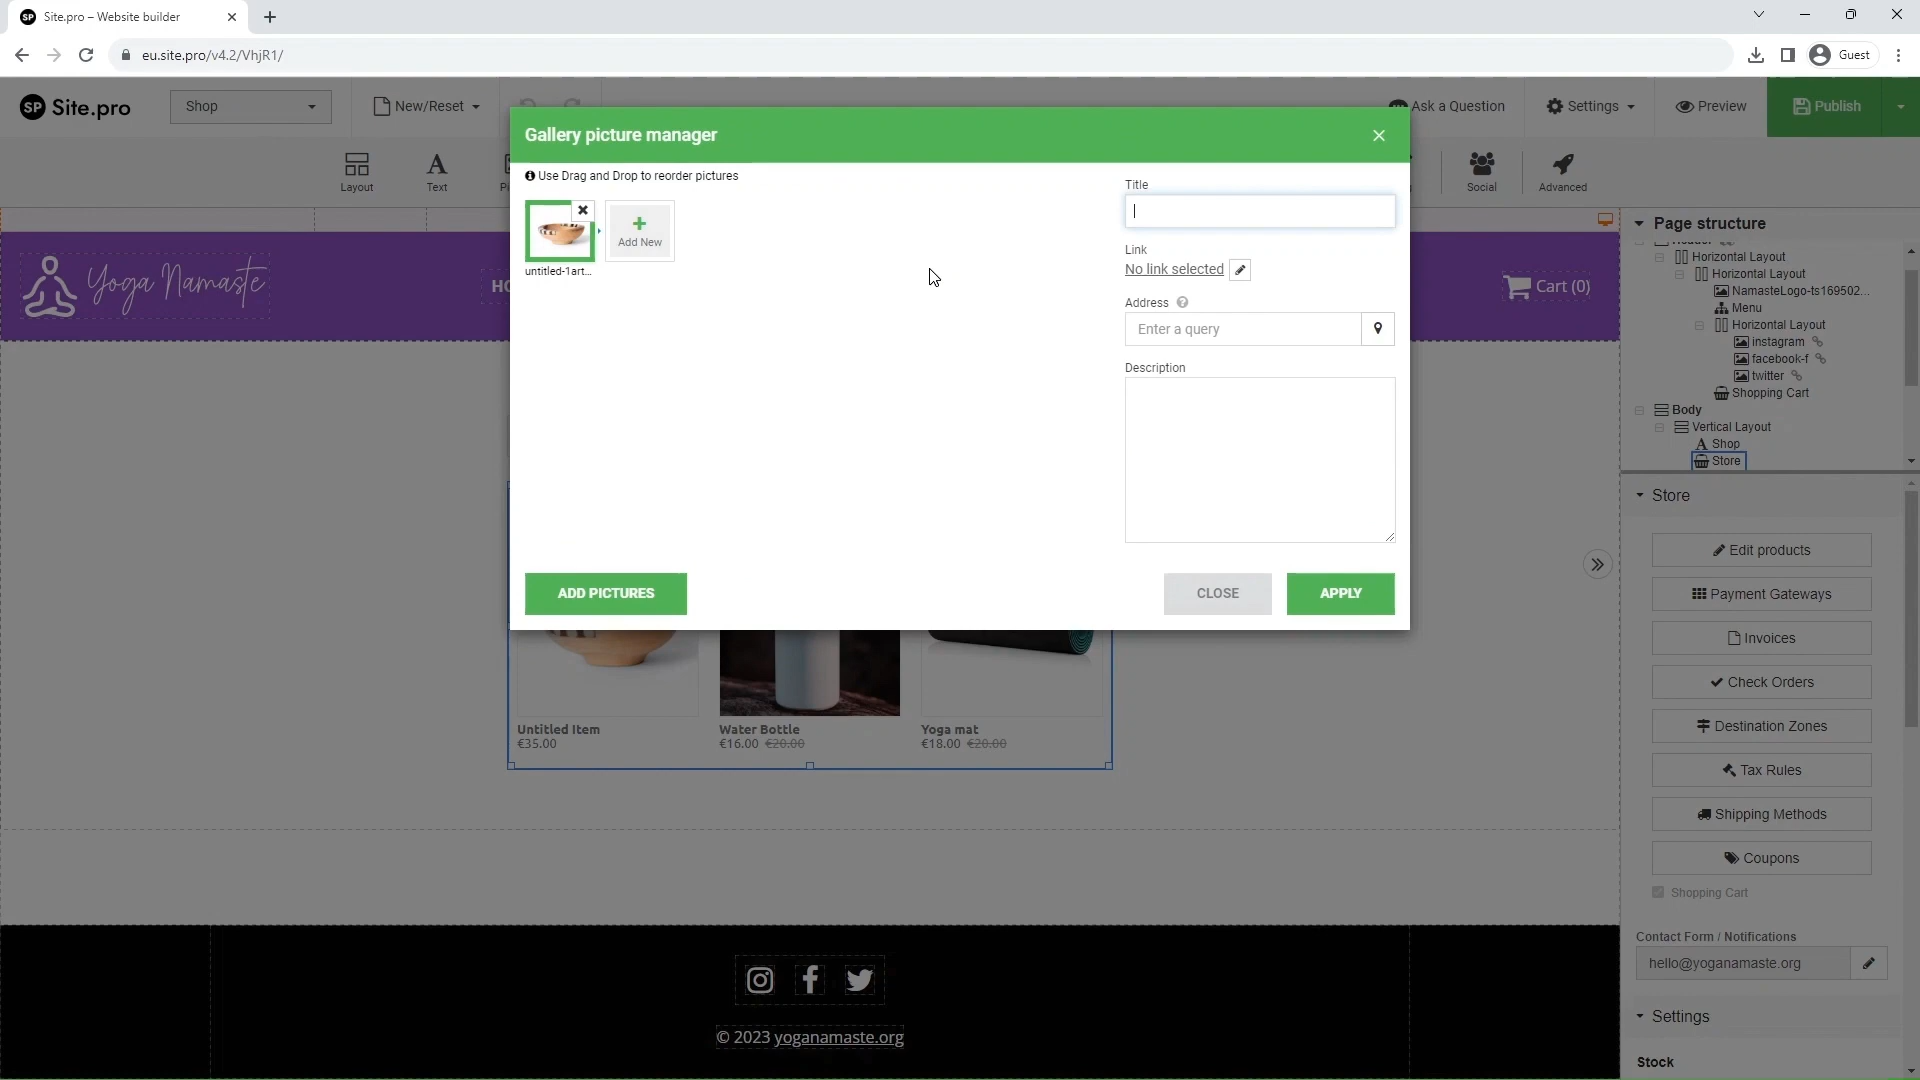 Site.pro – Website builder
eu.site.pro/v4.2/VhjR1/
Guest
SP Site.pro
Shop
New/Reset
Ask a Question
Settings
Preview
Publish
Layout
Text
Social
Advanced
Gallery picture manager
Use Drag and Drop to reorder pictures
Add New
untitled-1art...
Title
Link
No link selected
Address
Enter a query
Description
ADD PICTURES
CLOSE
APPLY
Yoga Namaste
Cart (0)
Untitled Item
€35.00
Water Bottle
€16.00 €20.00
Yoga mat
€18.00 €20.00
© 2023 yoganamaste.org
Page structure
Horizontal Layout
Horizontal Layout
NamasteLogo-ts169502...
Menu
Horizontal Layout
instagram
facebook-f
twitter
Shopping Cart
Body
Vertical Layout
Shop
Store
Store
Edit products
Payment Gateways
Invoices
Check Orders
Destination Zones
Tax Rules
Shipping Methods
Coupons
Shopping Cart
Contact Form / Notifications
hello@yoganamaste.org
Settings
Stock